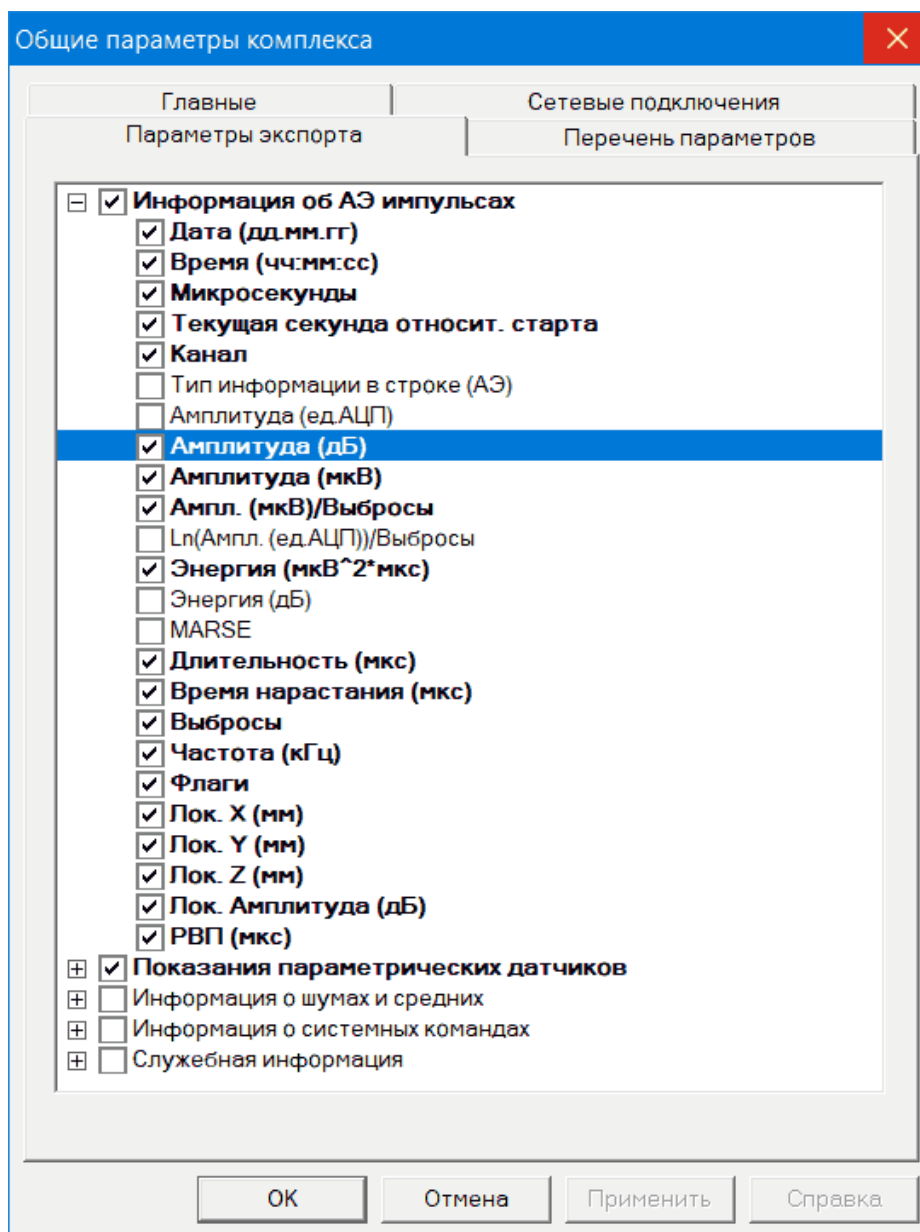 Общие параметры комплекса
Главные
Сетевые подключения
Параметры экспорта
Перечень параметров
Информация об АЭ импульсах
Дата (дд.мм.гг)
Время (чч:мм:сс)
Микросекунды
Текущая секунда относит. старта
Канал
Тип информации в строке (АЭ)
Амплитуда (ед.АЦП)
Амплитуда (дБ)
Амплитуда (мкВ)
Ампл. (мкВ)/Выбросы
Ln(Ампл. (ед.АЦП))/Выбросы
Энергия (мкВ^2*мкс)
Энергия (дБ)
MARSE
Длительность (мкс)
Время нарастания (мкс)
Выбросы
Частота (кГц)
Флаги
Лок. X (мм)
Лок. Y (мм)
Лок. Z (мм)
Лок. Амплитуда (дБ)
РВП (мкс)
Показания параметрических датчиков
Информация о шумах и средних
Информация о системных командах
Служебная информация
OK
Отмена
Применить
Справка